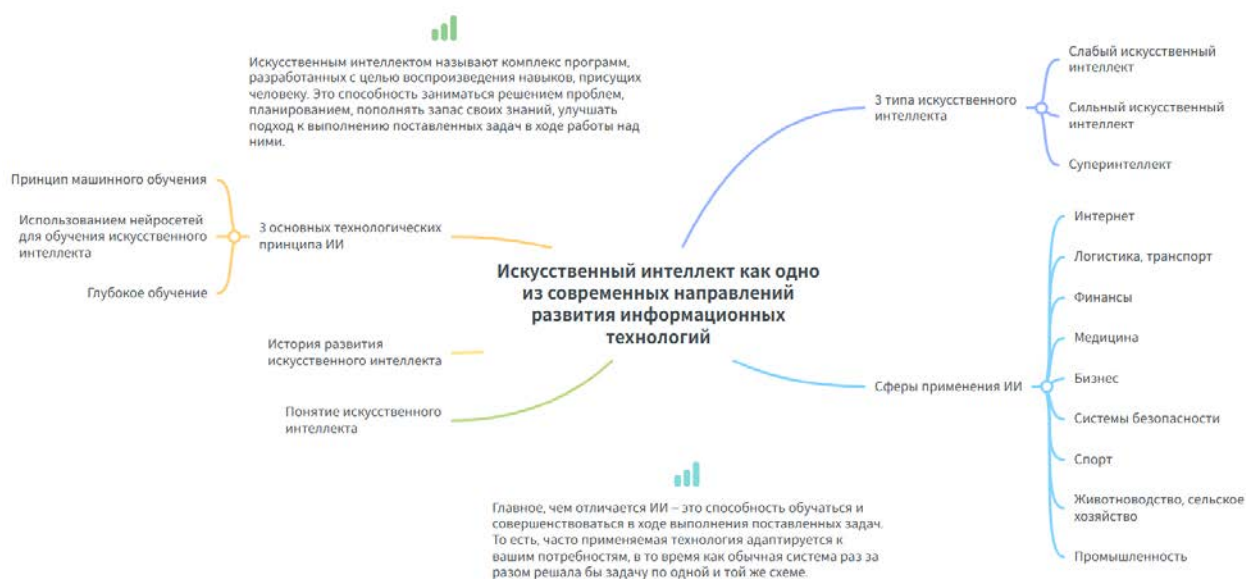 Искусственным интеллектом называют комплекс программ,
разработанных с целью воспроизведения навыков, присущих
человеку. Это способность заниматься решением проблем,
планированием, пополнять запас своих знаний, улучшать
подход к выполнению поставленных задач в ходе работы над
ними.
Принцип машинного обучения
Использованием нейросетей
для обучения искусственного
интеллекта
Глубокое обучение
3 основных технологических
принципа ИИ
История развития
искусственного интеллекта
Понятие искусственного
интеллекта
Искусственный интеллект как одно
из современных направлений
развития информационных
технологий
3 типа искусственного
интеллекта
Слабый искусственный
интеллект
Сильный искусственный
интеллект
Суперинтеллект
Сферы применения ИИ
Интернет
Логистика, транспорт
Финансы
Медицина
Бизнес
Системы безопасности
Спорт
Животноводство, сельское
хозяйство
Промышленность
Главное, чем отличается ИИ – это способность обучаться и
совершенствоваться в ходе выполнения поставленных задач.
То есть, часто применяемая технология адаптируется к
вашим потребностям, в то время как обычная система раз за
разом решала бы задачу по одной и той же схеме.